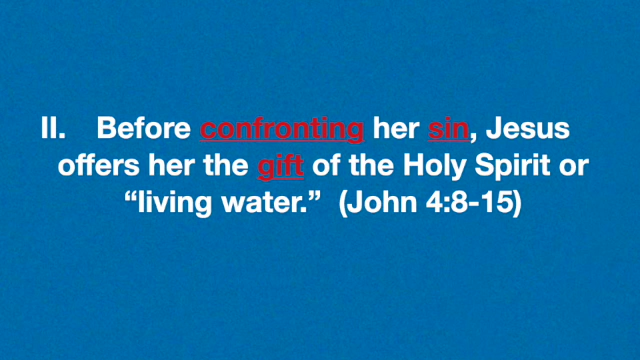 II. Before confronting her sin, Jesus
offers her the gift of the Holy Spirit or
“living water.” (John 4:8-15)